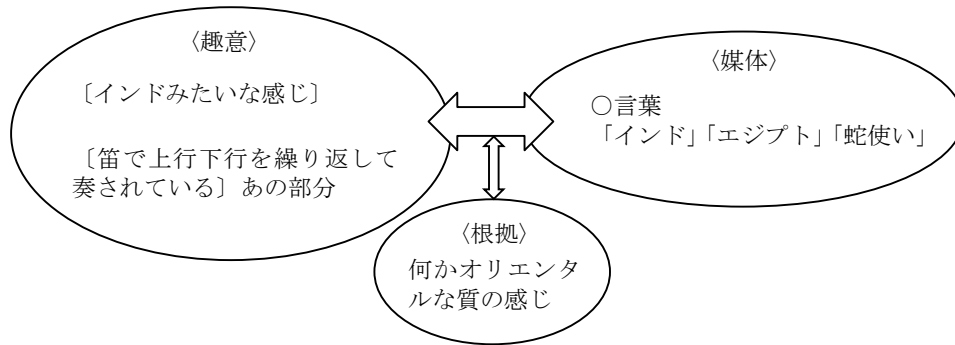 〈趣意〉
〔インドみたいな感じ〕
〔笛で上行下行を繰り返して
奏されている〕あの部分
〈媒体〉
○言葉
「インド」「エジプト」「蛇使い」
〈根拠〉
何かオリエンタ
ルな質の感じ